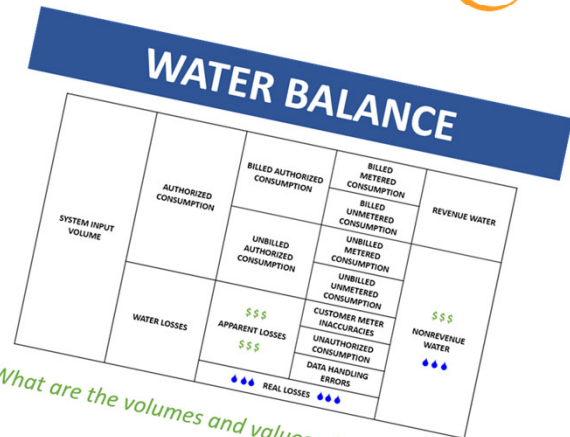 WATER BALANCE
SYSTEM INPUT
VOLUME
AUTHORIZED
CONSUMPTION
WATER LOSSES
BILLED AUTHORIZED
CONSUMPTION
UNBILLED
AUTHORIZED
CONSUMPTION
$$$
APPARENT LOSSES
$$$
REAL LOSSES
BILLED
METERED
CONSUMPTION
BILLED
UNMETERED
CONSUMPTION
UNBILLED
METERED
CONSUMPTION
UNBILLED
UNMETERED
CONSUMPTION
CUSTOMER METER
INACCURACIES
UNAUTHORIZED
CONSUMPTION
DATA HANDLING
ERRORS
REVENUE WATER
$$$
NONREVENUE
WATER
What are the volumes and value